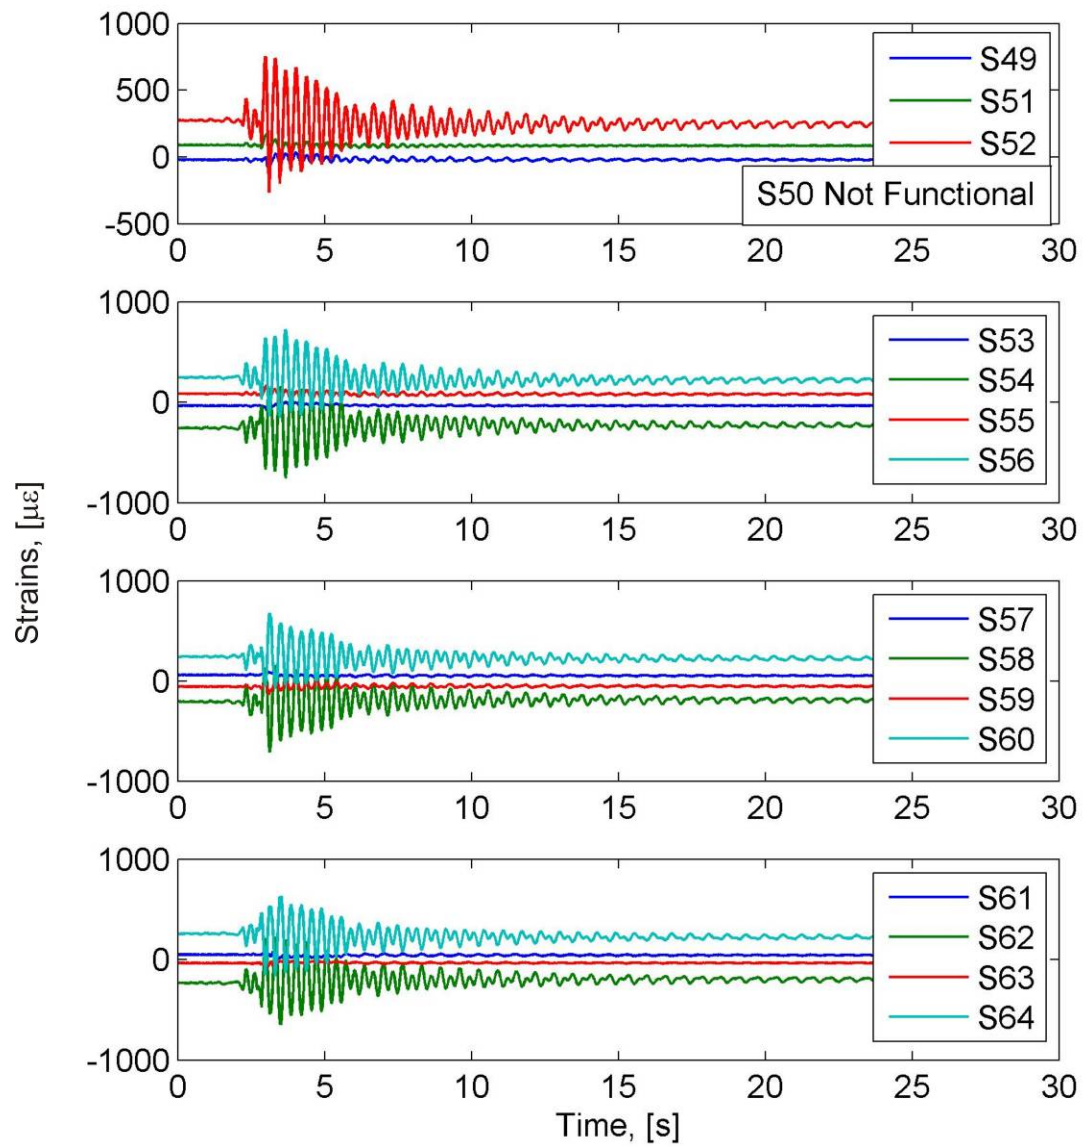 1000
500
0
-500
0 5 10 15 20 25 30
S49
S51
S52
S50 Not Functional
1000
0
-1000
0 5 10 15 20 25 30
S53
S54
S55
S56
Strains, [με]
1000
0
-1000
0 5 10 15 20 25 30
S57
S58
S59
S60
1000
0
-1000
0 5 10 15 20 25 30
S61
S62
S63
S64
Time, [s]